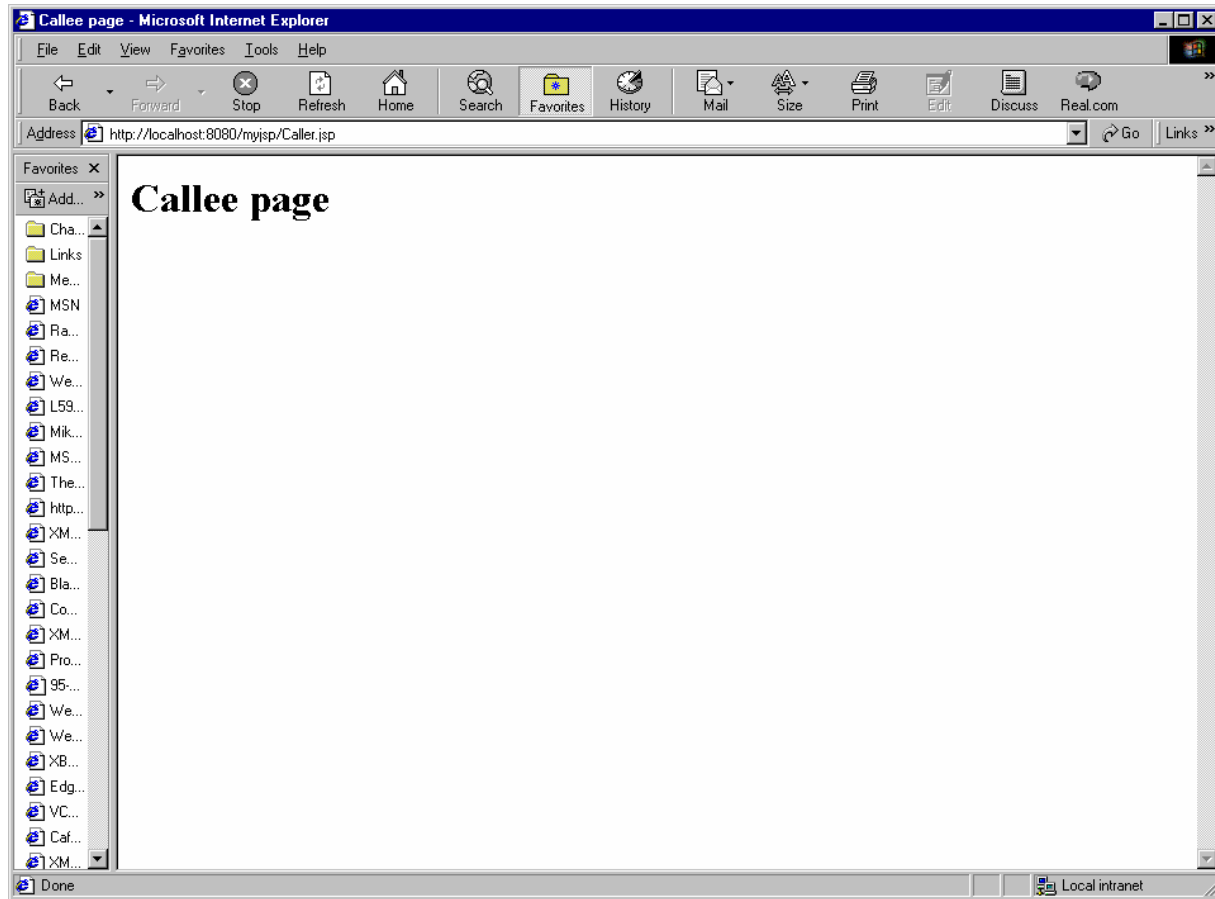 Callee page - Microsoft Internet Explorer
File Edit View Favorites Tools Help
Back Forward Stop Refresh Home Search Favorites History Mail Size Print Edit Discuss Real.com »
Address http://localhost:8080/myjsp/Caller.jsp Go Links »
Favorites
Add... »
Callee page
Cha...
Links
Me...
MSN
Ra...
Re...
We...
L59...
Mik...
MS...
The...
http...
XM...
Se...
Bla...
Co...
XM...
Pro...
95-...
We...
We...
XB...
Edg...
VC...
Caf...
XM...
Done Local intranet